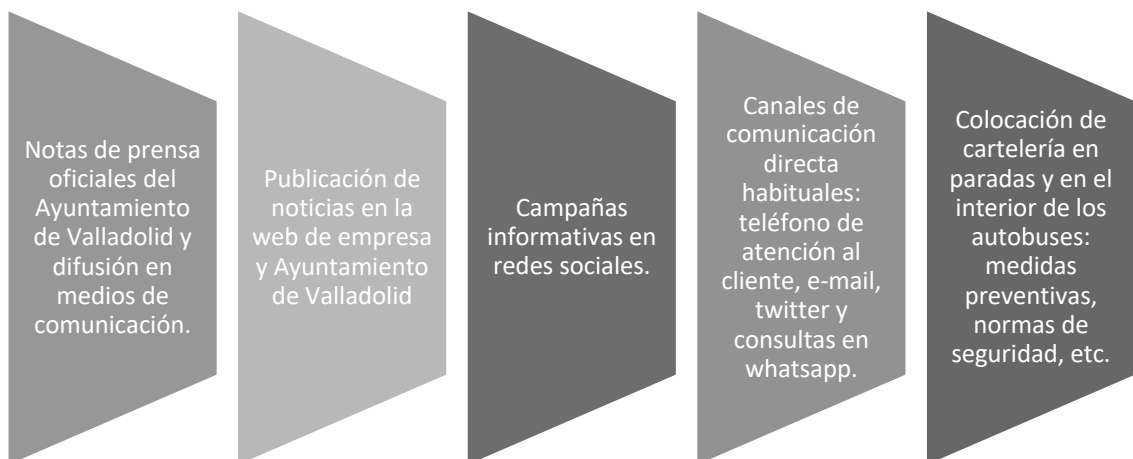 Notas de prensa
oficiales del
Ayuntamiento
de Valladolid y
difusión en
medios de
comunicación.
Publicación de
noticias en la
web de empresa
y Ayuntamiento
de Valladolid
Campañas
informativas en
redes sociales.
Canales de
comunicación
directa
habituales:
teléfono de
atención al
cliente, e-mail,
twitter y
consultas en
whatsapp.
Colocación de
cartelería en
paradas y en el
interior de los
autobuses:
medidas
preventivas,
normas de
seguridad, etc.